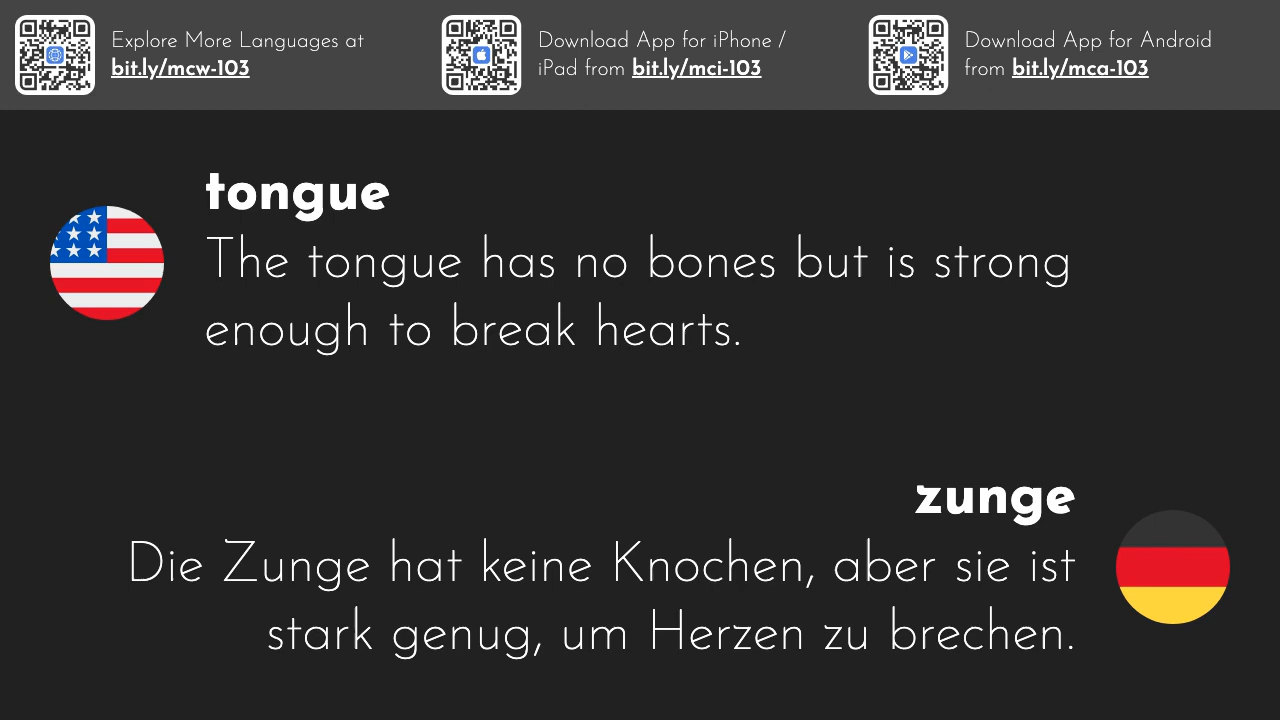 Explore More Languages at
bit.ly/mcw-103
Download App for iPhone /
iPad from bit.ly/mci-103
Download App for Android
from bit.ly/mca-103
tongue
The tongue has no bones but is strong
enough to break hearts.
zunge
Die Zunge hat keine Knochen, aber sie ist
stark genug, um Herzen zu brechen.